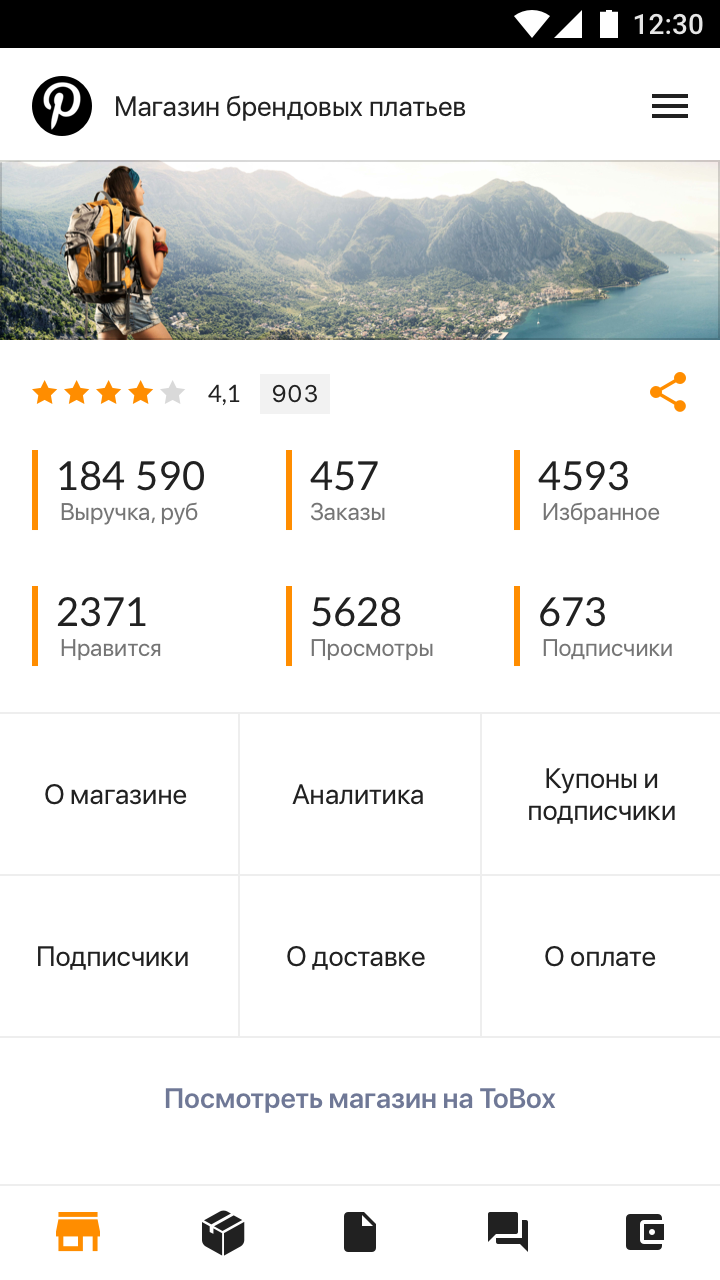 12:30
Магазин брендовых платьев
4,1 903
184 590 457 4593
Выручка, руб Заказы Избранное
2371 5628 673
Нравится Просмотры Подписчики
О магазине Аналитика Купоны и
подписчики
Подписчики О доставке О оплате
Посмотреть магазин на ToBox